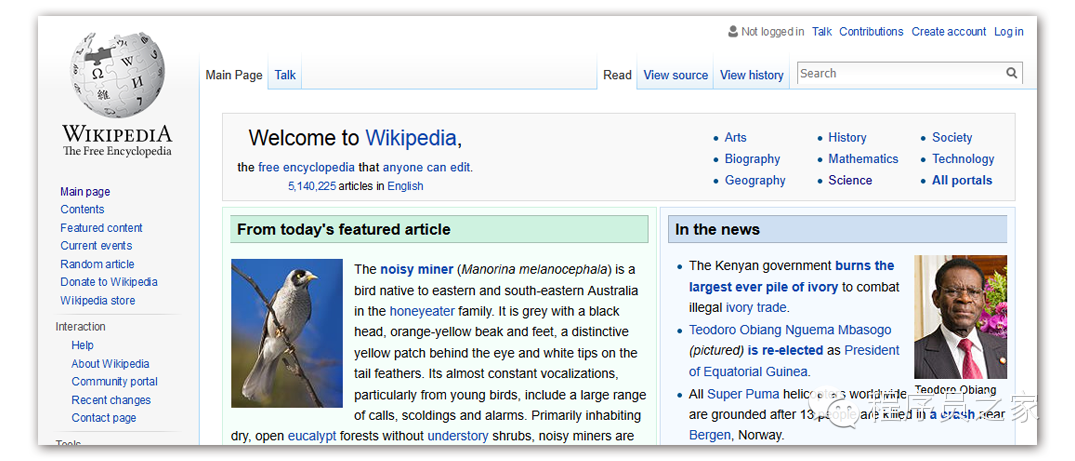 Not logged in Talk Contributions Create account Log in
Main Page Talk Read View source View history Search
WIKIPEDIA
The Free Encyclopedia
Main page
Contents
Featured content
Current events
Random article
Donate to Wikipedia
Wikipedia store
Interaction
Help
About Wikipedia
Community portal
Recent changes
Contact page
Tools
Welcome to Wikipedia,
the free encyclopedia that anyone can edit.
5,140,225 articles in English
Arts
Biography
Geography
History
Mathematics
Science
Society
Technology
All portals
From today's featured article
The noisy miner (Manorina melanocephala) is a
bird native to eastern and south-eastern Australia
in the honeyeater family. It is grey with a black
head, orange-yellow beak and feet, a distinctive
yellow patch behind the eye and white tips on the
tail feathers. Its almost constant vocalizations,
particularly from young birds, include a large range
of calls, scoldings and alarms. Primarily inhabiting
dry, open eucalypt forests without understory shrubs, noisy miners are
In the news
The Kenyan government burns the
largest ever pile of ivory to combat
illegal ivory trade.
Teodoro Obiang Nguema Mbasogo
(pictured) is re-elected as President
of Equatorial Guinea.
All Super Puma helicopters worldwide
are grounded after 13 people are killed in a crash near
Bergen, Norway.
Teodoro Obiang
程序员之家